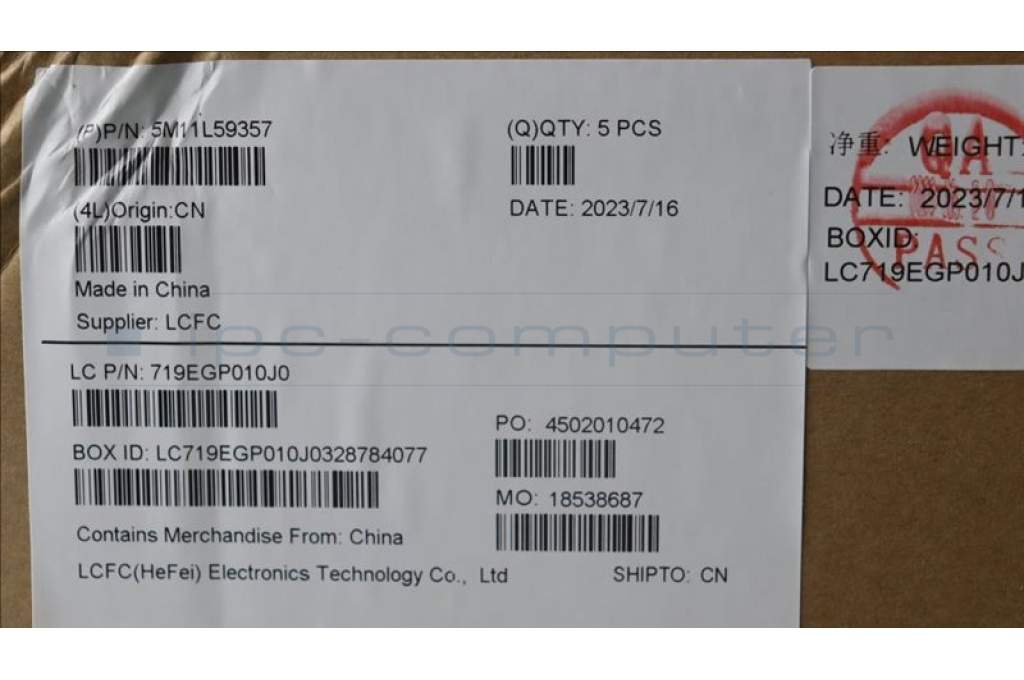 (P)P/N: 5M11L59357
(Q)QTY: 5 PCS
(4L)Origin:CN
DATE: 2023/7/16
Made in China
Supplier: LCFC
LC P/N: 719EGP010J0
PO: 4502010472
BOX ID: LC719EGP010J0328784077
MO: 18538687
Contains Merchandise From: China
LCFC(HeFei) Electronics Technology Co., Ltd
SHIPTO: CN
净重: WEIGHT:
DATE: 2023/7/1
BOXID:
LC719EGP010J
QA
PASS
ipc-computer